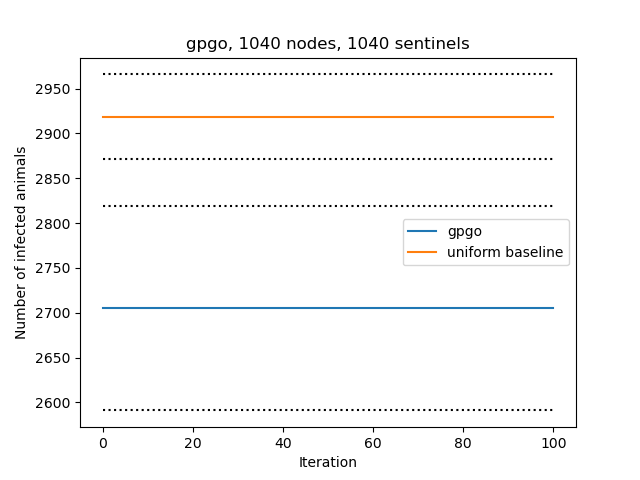 gpgo, 1040 nodes, 1040 sentinels
Number of infected animals
2950
2900
2850
2800
2750
2700
2650
2600
gpgo
uniform baseline
0 20 40 60 80 100
Iteration